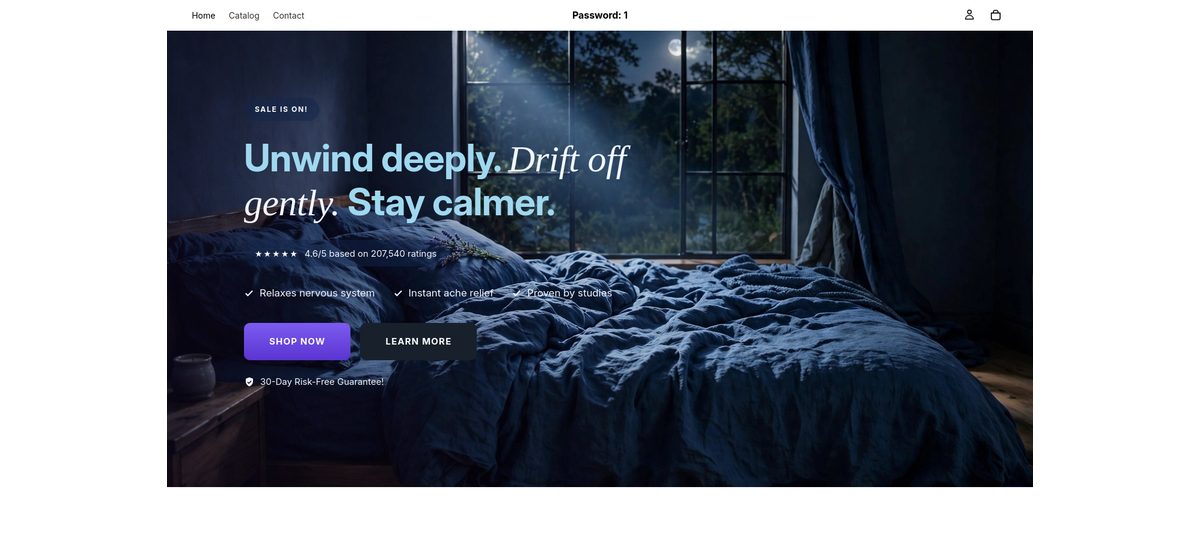 Home Catalog Contact Password: 1
SALE IS ON!
Unwind deeply. Drift off
gently. Stay calmer.
★★★★★ 4.6/5 based on 207,540 ratings
✓ Relaxes nervous system ✓ Instant ache relief ✓ Proven by studies
SHOP NOW LEARN MORE
30-Day Risk-Free Guarantee!